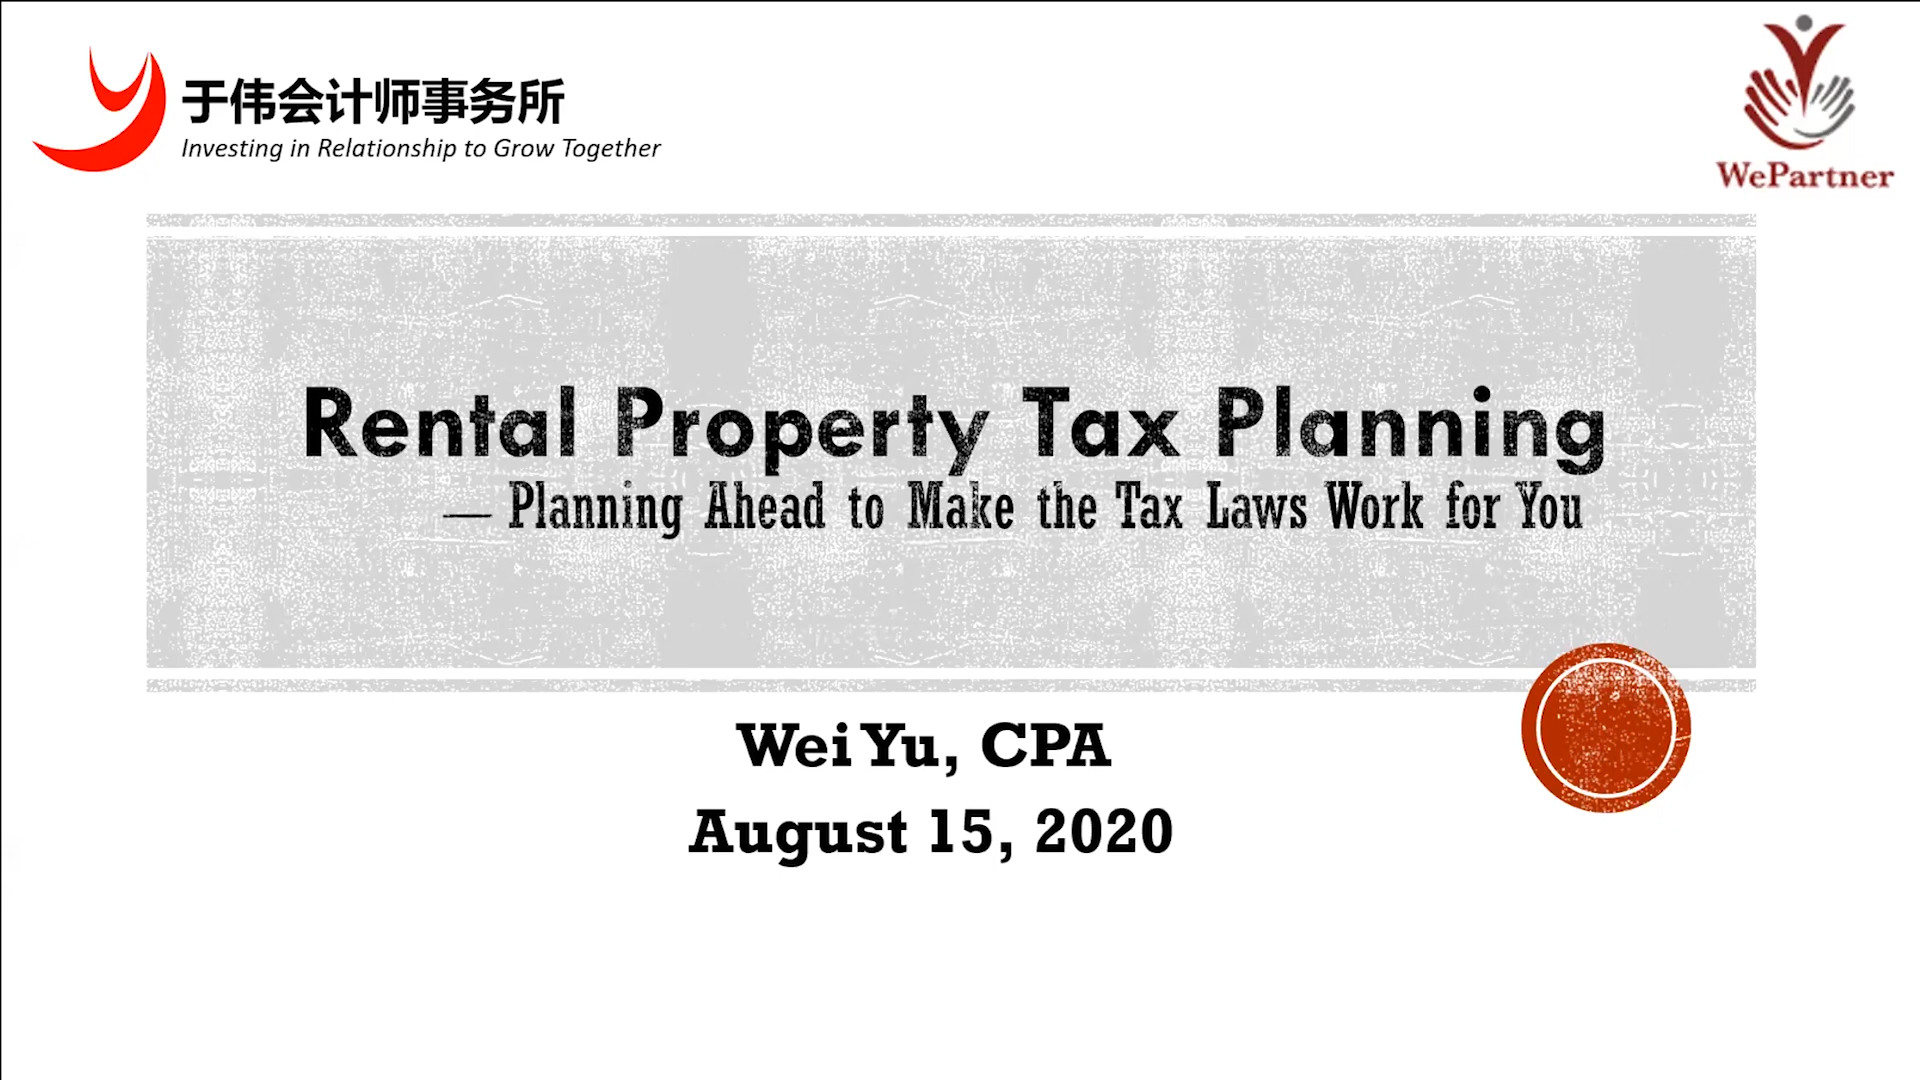 于伟会计师事务所
Investing in Relationship to Grow Together
WePartner
Rental Property Tax Planning
— Planning Ahead to Make the Tax Laws Work for You
Wei Yu, CPA
August 15, 2020